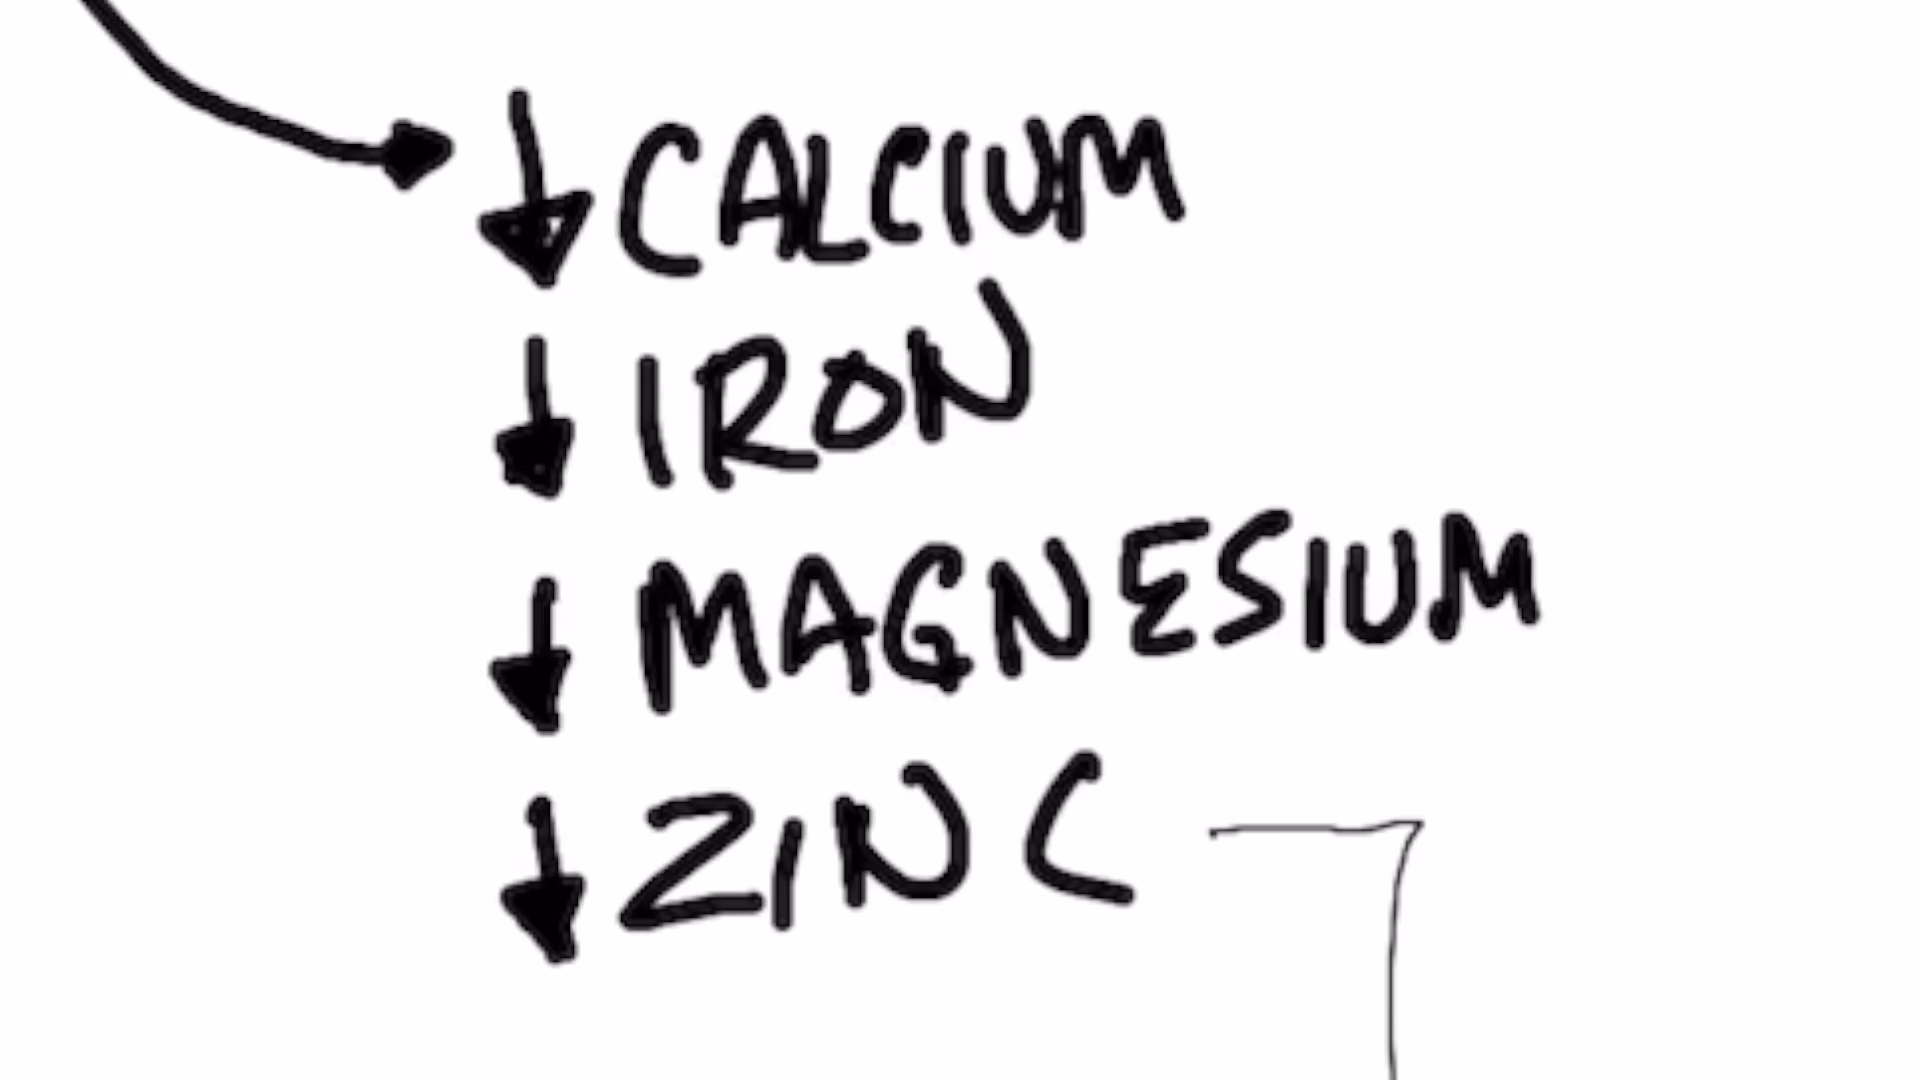 ↓ CALCIUM
↓ IRON
↓ MAGNESIUM
↓ ZINC